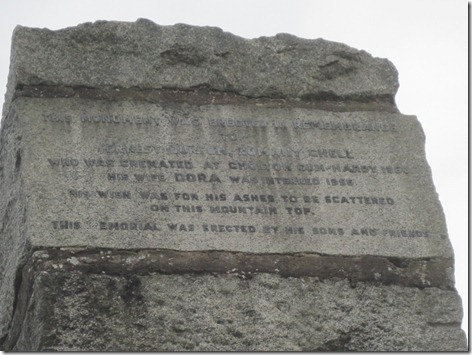 THIS MONUMENT WAS ERECTED IN REMEMBRANCE
TO
CHELL
WHO WAS CREMATED AT CHORLTON CUM-HARDY
HIS WIFE DORA WAS INTERRED
HIS WISH WAS FOR HIS ASHES TO BE SCATTERED
ON THIS MOUNTAIN TOP.
THIS MEMORIAL WAS ERECTED BY HIS SONS AND FRIENDS